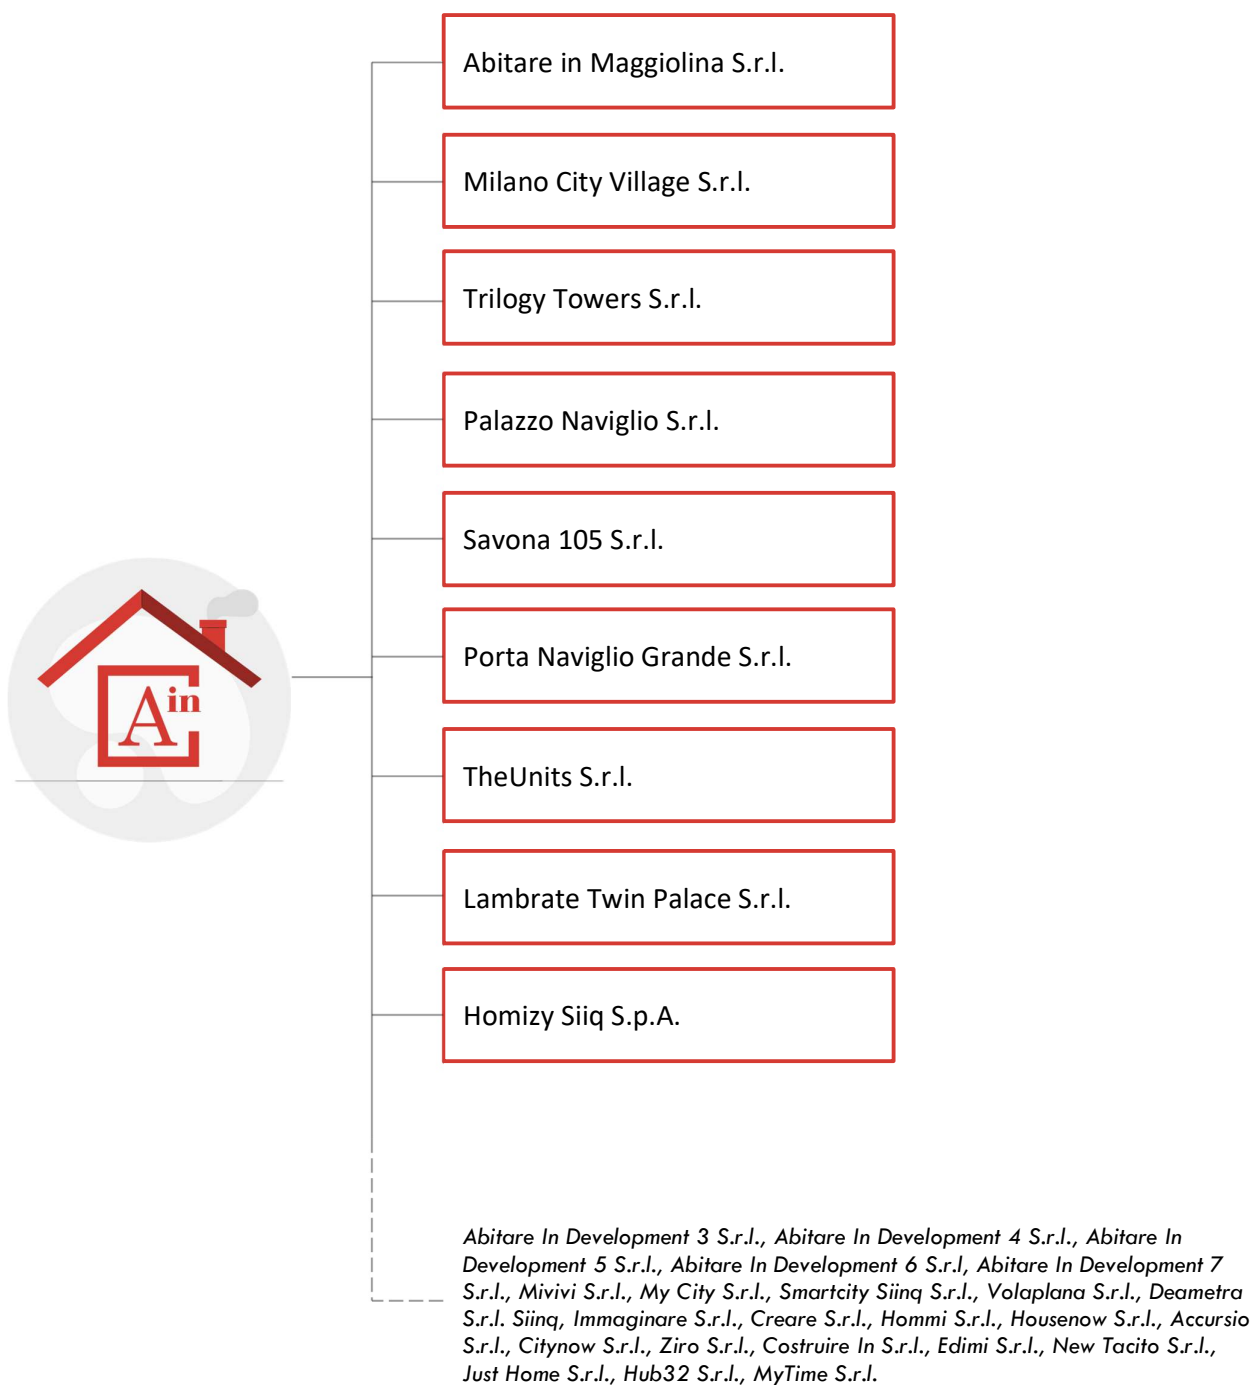 Abitare in Maggiolina S.r.l.
Milano City Village S.r.l.
Trilogy Towers S.r.l.
Palazzo Naviglio S.r.l.
Savona 105 S.r.l.
Porta Naviglio Grande S.r.l.
A in
TheUnits S.r.l.
Lambrate Twin Palace S.r.l.
Homizy Siiq S.p.A.
Abitare In Development 3 S.r.l., Abitare In Development 4 S.r.l., Abitare In
Development 5 S.r.l., Abitare In Development 6 S.r.l, Abitare In Development 7
S.r.l., Mivivi S.r.l., My City S.r.l., Smartcity Siinq S.r.l., Volaplana S.r.l., Deametra
S.r.l. Siinq, Immaginare S.r.l., Creare S.r.l., Hommi S.r.l., Housenow S.r.l., Accursio
S.r.l., Citynow S.r.l., Ziro S.r.l., Costruire In S.r.l., Edimi S.r.l., New Tacito S.r.l.,
Just Home S.r.l., Hub32 S.r.l., MyTime S.r.l.